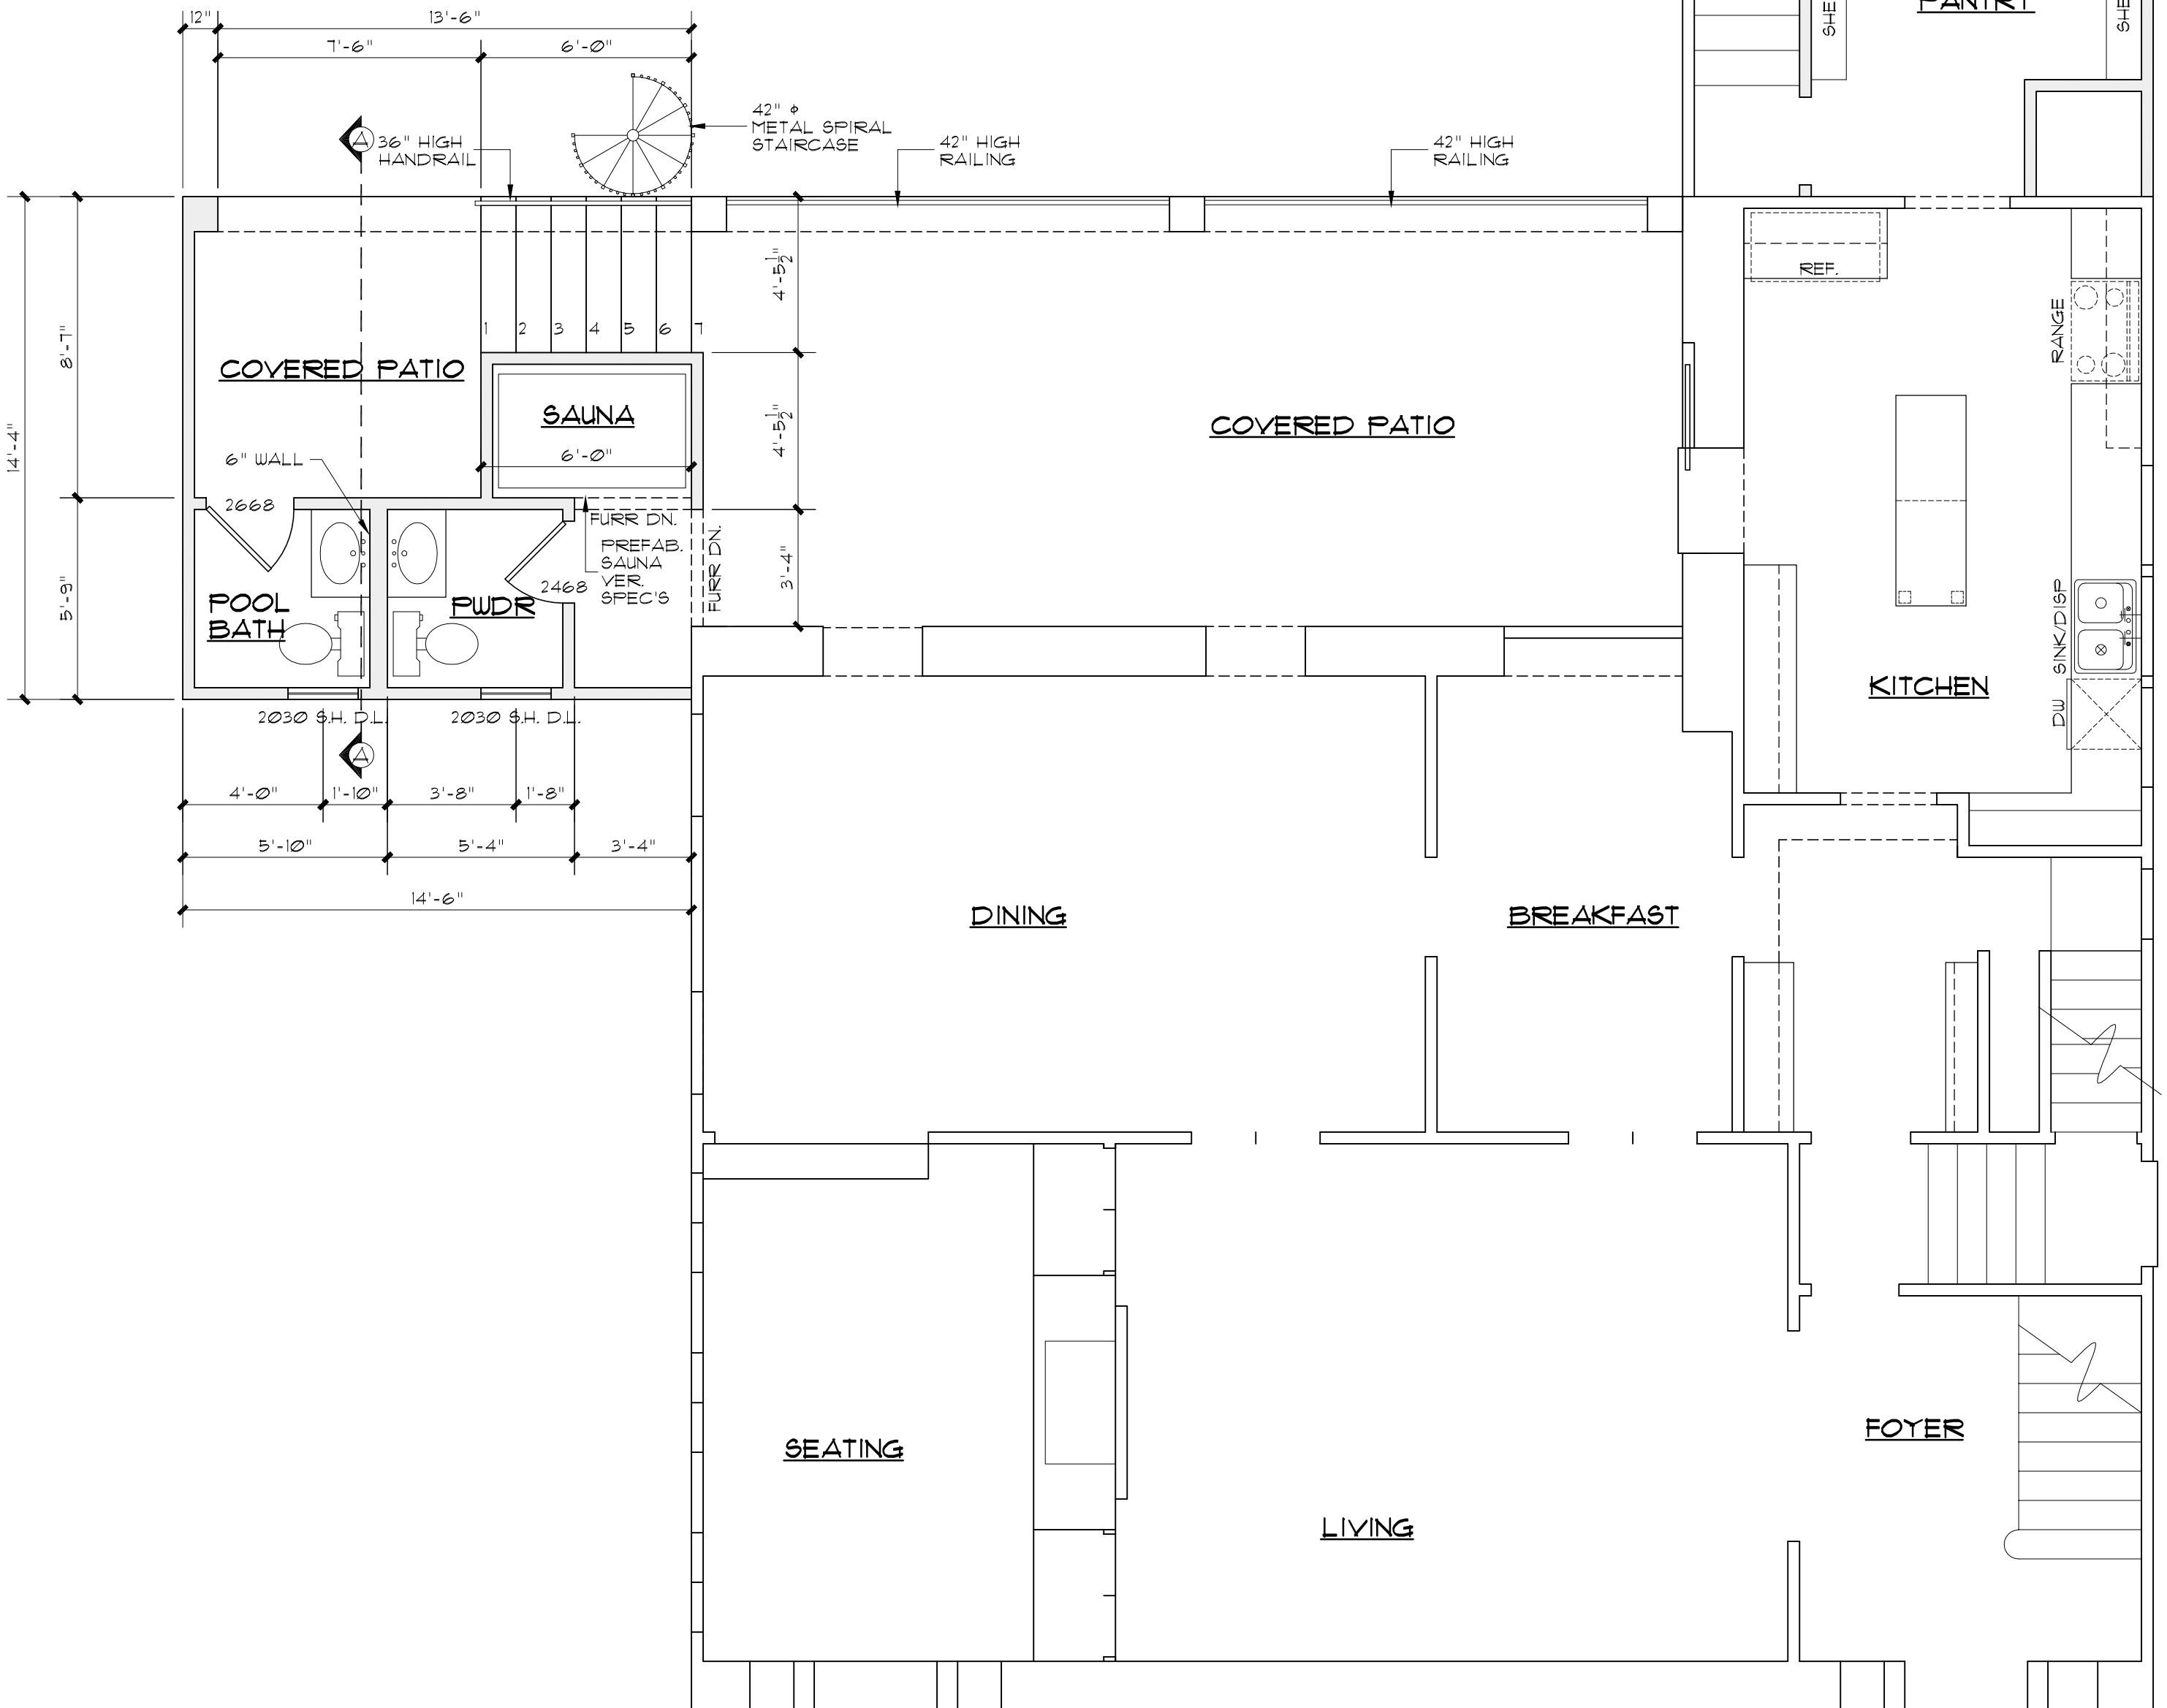 12"
13'-6"
7'-6"
6'-0"
PANTRY
SHE
SHE
A
36" HIGH
HANDRAIL
42" ϕ
METAL SPIRAL
STAIRCASE
42" HIGH
RAILING
42" HIGH
RAILING
14'-4"
8'-7"
5'-9"
4'-5 1/2"
4'-5 1/2"
3'-4"
1 2 3 4 5 6 7
COVERED PATIO
SAUNA
6'-0"
6" WALL
2668
FURR DN.
PREFAB.
SAUNA
VER.
SPEC'S
FURR DN.
2468
POOL
BATH
PWDR
COVERED PATIO
REF.
RANGE
SINK/DISP
DW
KITCHEN
2030 S.H. D.L.
2030 S.H. D.L.
A
4'-0"
1'-10"
3'-8"
1'-8"
5'-10"
5'-4"
3'-4"
14'-6"
DINING
BREAKFAST
SEATING
LIVING
FOYER